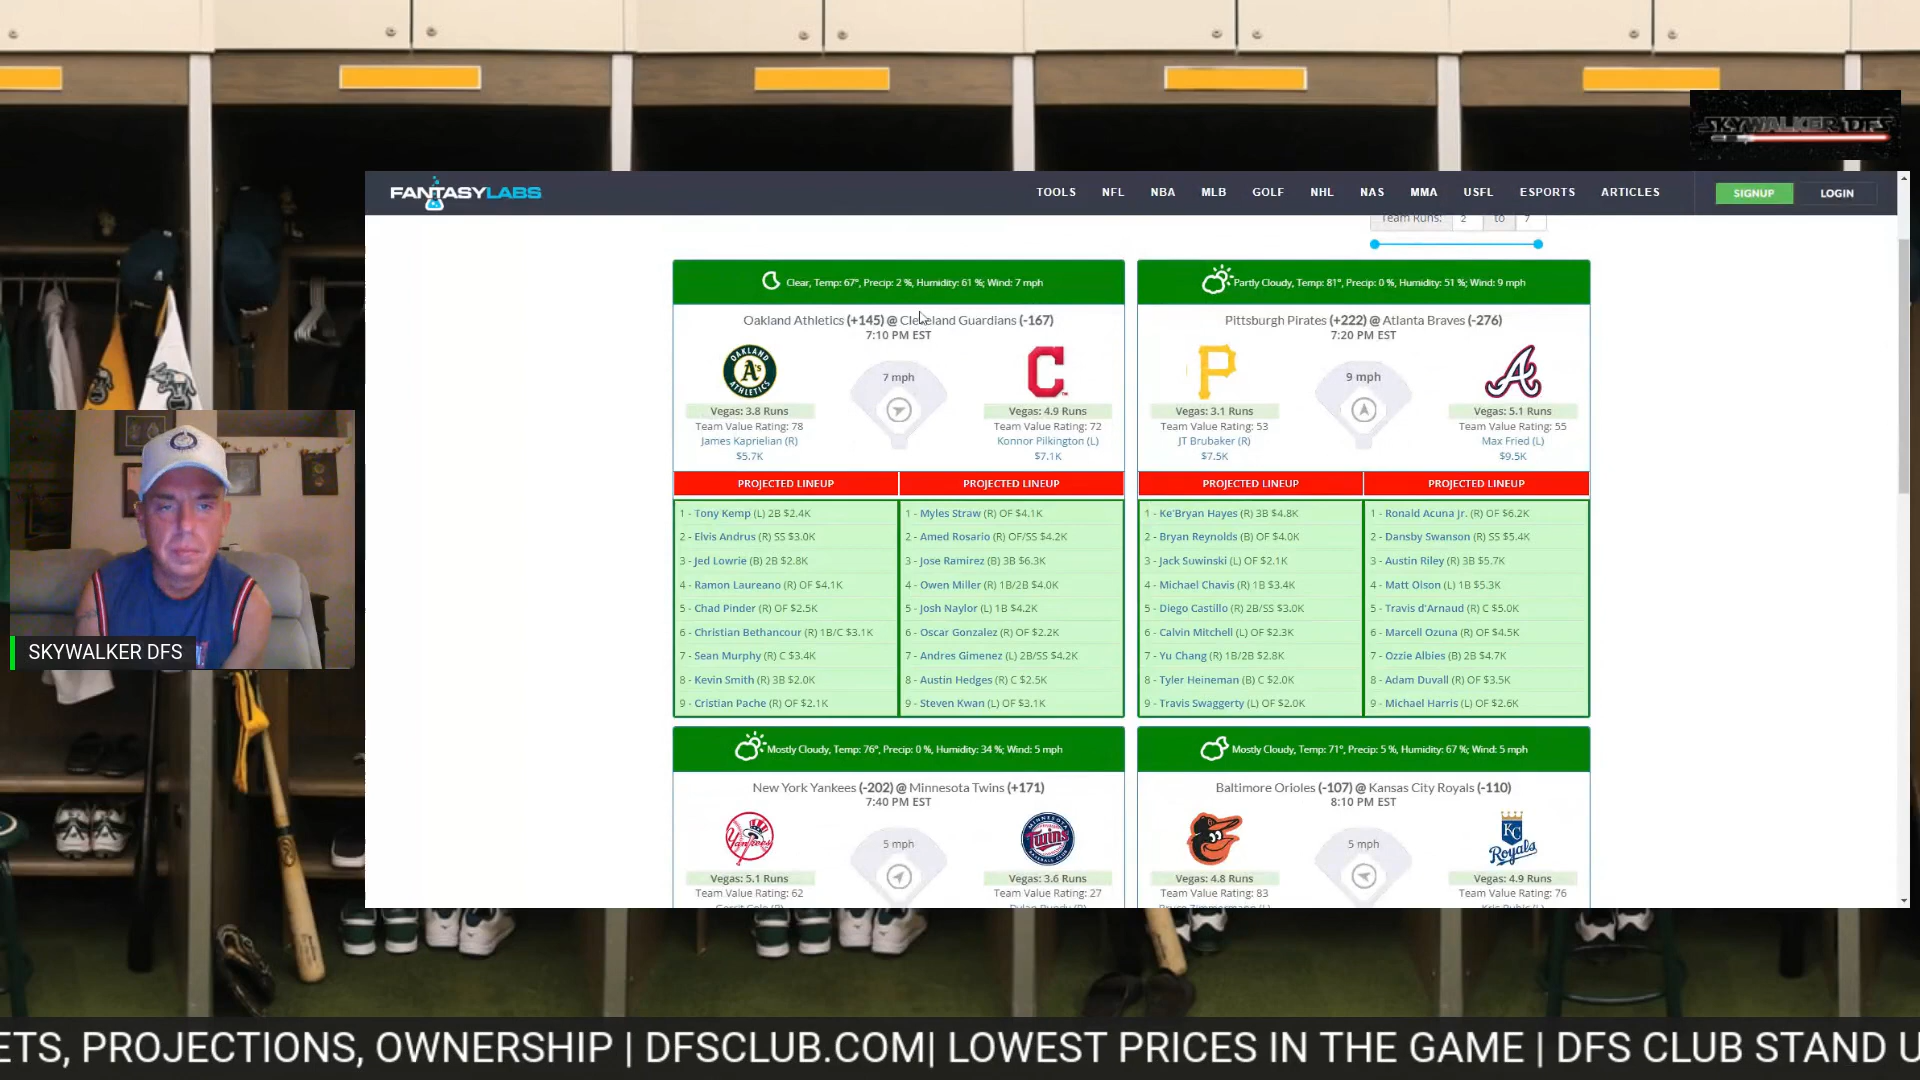 SKYWALKER DFS
FANTASYLABS
TOOLS NFL NBA MLB GOLF NHL NAS MMA USFL ESPORTS ARTICLES SIGNUP LOGIN
Team Runs: 2 to 7
Clear, Temp: 67°, Precip: 2 %, Humidity: 61 %; Wind: 7 mph
Oakland Athletics (+145) @ Cleveland Guardians (-167)
7:10 PM EST
OAKLAND
A's
ATHLETICS
7 mph
C
Vegas: 3.8 Runs
Team Value Rating: 78
James Kaprielian (R)
$5.7K
Vegas: 4.9 Runs
Team Value Rating: 72
Konnor Pilkington (L)
$7.1K
PROJECTED LINEUP
1 - Tony Kemp (L) 2B $2.4K
2 - Elvis Andrus (R) SS $3.0K
3 - Jed Lowrie (B) 2B $2.8K
4 - Ramon Laureano (R) OF $4.1K
5 - Chad Pinder (R) OF $2.5K
6 - Christian Bethancour (R) 1B/C $3.1K
7 - Sean Murphy (R) C $3.4K
8 - Kevin Smith (R) 3B $2.0K
9 - Cristian Pache (R) OF $2.1K
PROJECTED LINEUP
1 - Myles Straw (R) OF $4.1K
2 - Amed Rosario (R) OF/SS $4.2K
3 - Jose Ramirez (B) 3B $6.3K
4 - Owen Miller (R) 1B/2B $4.0K
5 - Josh Naylor (L) 1B $4.2K
6 - Oscar Gonzalez (R) OF $2.2K
7 - Andres Gimenez (L) 2B/SS $4.2K
8 - Austin Hedges (R) C $2.5K
9 - Steven Kwan (L) OF $3.1K
Partly Cloudy, Temp: 81°, Precip: 0 %, Humidity: 51 %; Wind: 9 mph
Pittsburgh Pirates (+222) @ Atlanta Braves (-276)
7:20 PM EST
P
9 mph
A
Vegas: 3.1 Runs
Team Value Rating: 53
JT Brubaker (R)
$7.5K
Vegas: 5.1 Runs
Team Value Rating: 55
Max Fried (L)
$9.5K
PROJECTED LINEUP
1 - Ke'Bryan Hayes (R) 3B $4.8K
2 - Bryan Reynolds (B) OF $4.0K
3 - Jack Suwinski (L) OF $2.1K
4 - Michael Chavis (R) 1B $3.4K
5 - Diego Castillo (R) 2B/SS $3.0K
6 - Calvin Mitchell (L) OF $2.3K
7 - Yu Chang (R) 1B/2B $2.8K
8 - Tyler Heineman (B) C $2.0K
9 - Travis Swaggerty (L) OF $2.0K
PROJECTED LINEUP
1 - Ronald Acuna Jr. (R) OF $6.2K
2 - Dansby Swanson (R) SS $5.4K
3 - Austin Riley (R) 3B $5.7K
4 - Matt Olson (L) 1B $5.3K
5 - Travis d'Arnaud (R) C $5.0K
6 - Marcell Ozuna (R) OF $4.5K
7 - Ozzie Albies (B) 2B $4.7K
8 - Adam Duvall (R) OF $3.5K
9 - Michael Harris (L) OF $2.6K
Mostly Cloudy, Temp: 76°, Precip: 0 %, Humidity: 34 %; Wind: 5 mph
New York Yankees (-202) @ Minnesota Twins (+171)
7:40 PM EST
Yankees
5 mph
MINNESOTA
Twins
Vegas: 5.1 Runs
Team Value Rating: 62
Vegas: 3.6 Runs
Team Value Rating: 27
Mostly Cloudy, Temp: 71°, Precip: 5 %, Humidity: 67 %; Wind: 5 mph
Baltimore Orioles (-107) @ Kansas City Royals (-110)
8:10 PM EST
5 mph
KC
Royals
Vegas: 4.8 Runs
Team Value Rating: 83
Vegas: 4.9 Runs
Team Value Rating: 76
SKYWALKER DFS
ETS, PROJECTIONS, OWNERSHIP | DFSCLUB.COM| LOWEST PRICES IN THE GAME | DFS CLUB STAND U